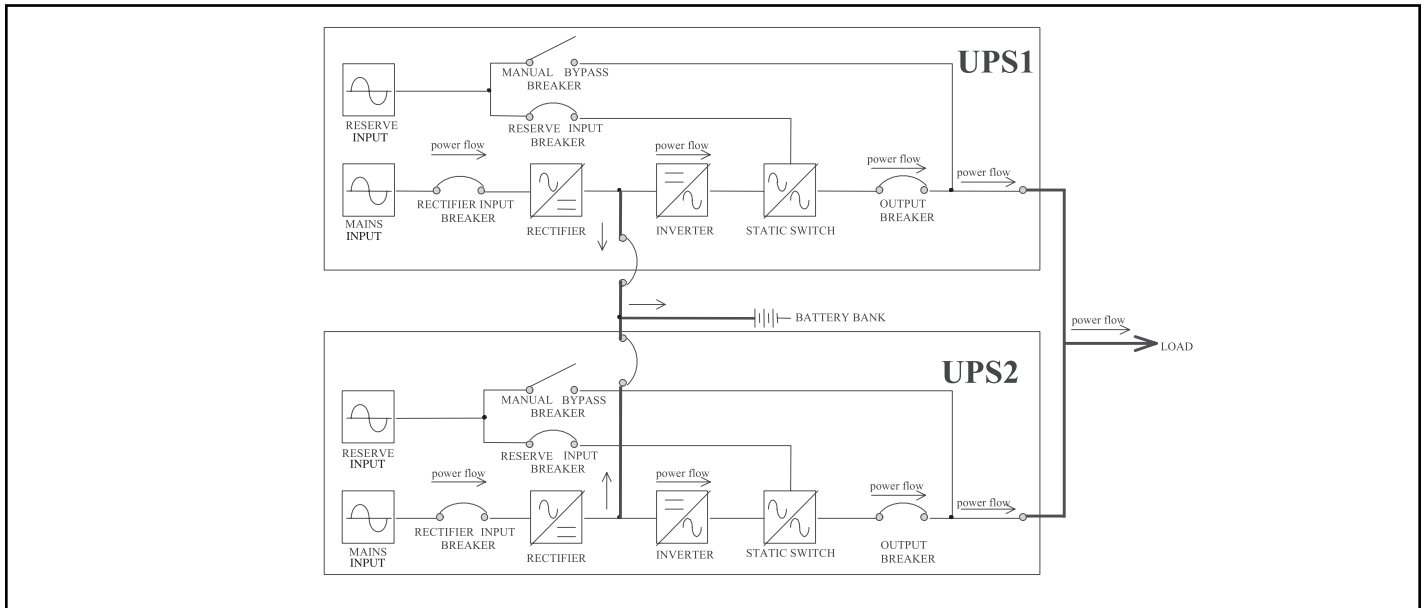 UPS1
MANUAL BYPASS
BREAKER
RESERVE
INPUT
RESERVE INPUT
BREAKER
power flow
power flow
power flow
power flow
RECTIFIER INPUT
BREAKER
MAINS
INPUT
RECTIFIER
INVERTER
STATIC SWITCH
OUTPUT
BREAKER
BATTERY BANK
power flow
LOAD
UPS2
MANUAL BYPASS
BREAKER
RESERVE
INPUT
RESERVE INPUT
BREAKER
power flow
power flow
power flow
power flow
RECTIFIER INPUT
BREAKER
MAINS
INPUT
RECTIFIER
INVERTER
STATIC SWITCH
OUTPUT
BREAKER